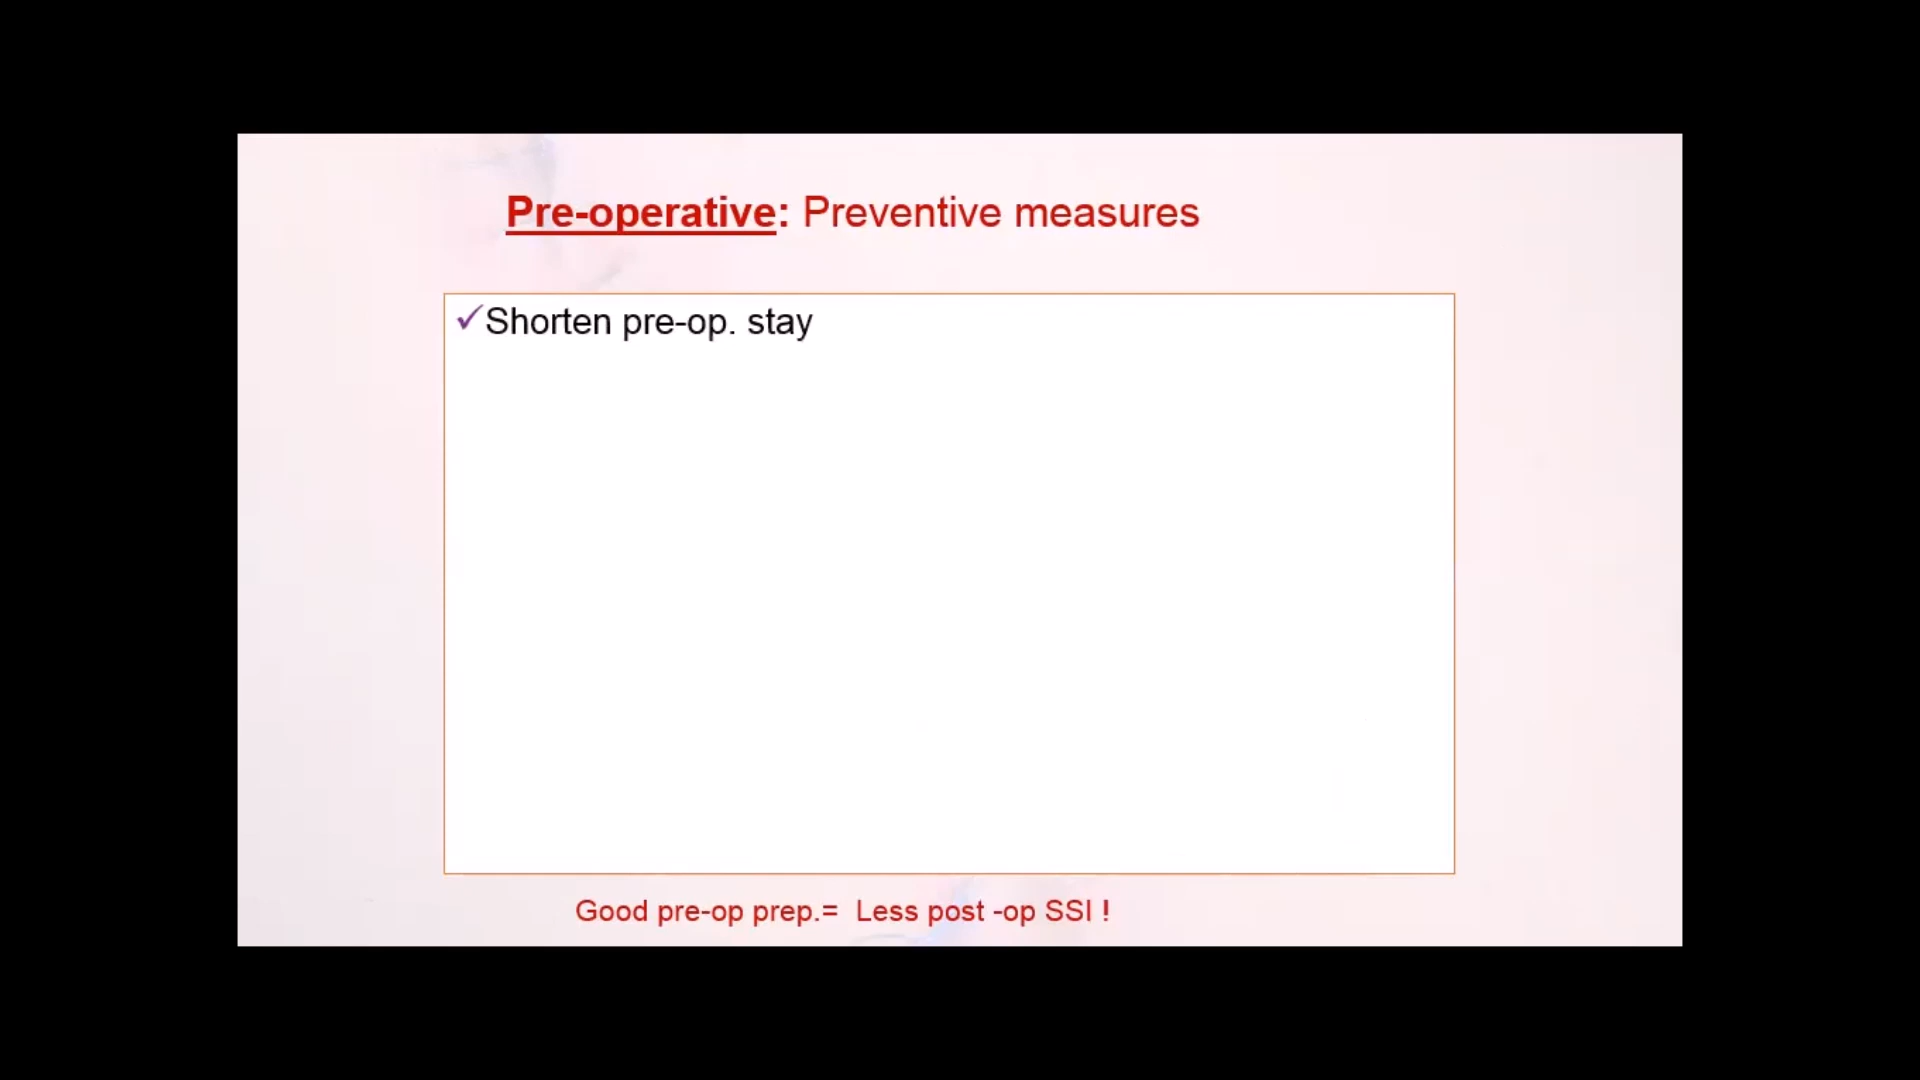 Pre-operative: Preventive measures
✓Shorten pre-op. stay
Good pre-op prep.= Less post -op SSI !